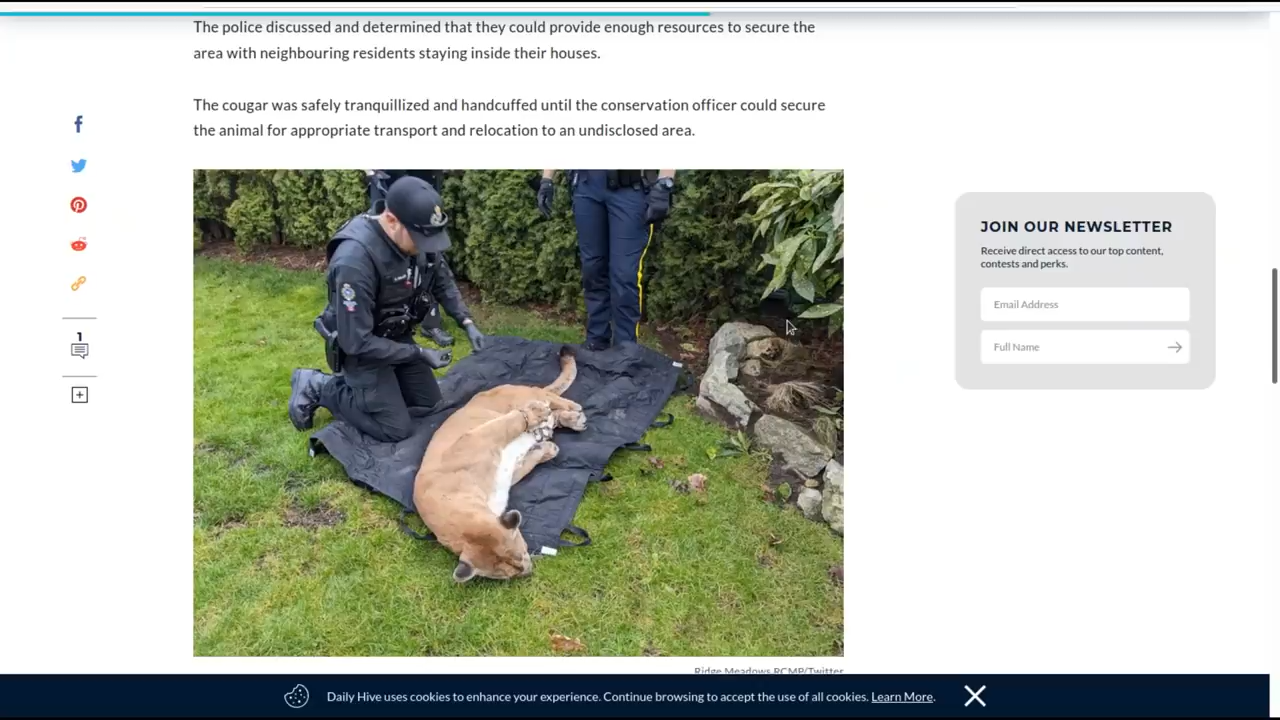 The police discussed and determined that they could provide enough resources to secure the
area with neighbouring residents staying inside their houses.
The cougar was safely tranquillized and handcuffed until the conservation officer could secure
the animal for appropriate transport and relocation to an undisclosed area.
1
JOIN OUR NEWSLETTER
Receive direct access to our top content,
contests and perks.
Email Address
Full Name
Ridge Meadows RCMP/Twitter
Daily Hive uses cookies to enhance your experience. Continue browsing to accept the use of all cookies. Learn More.